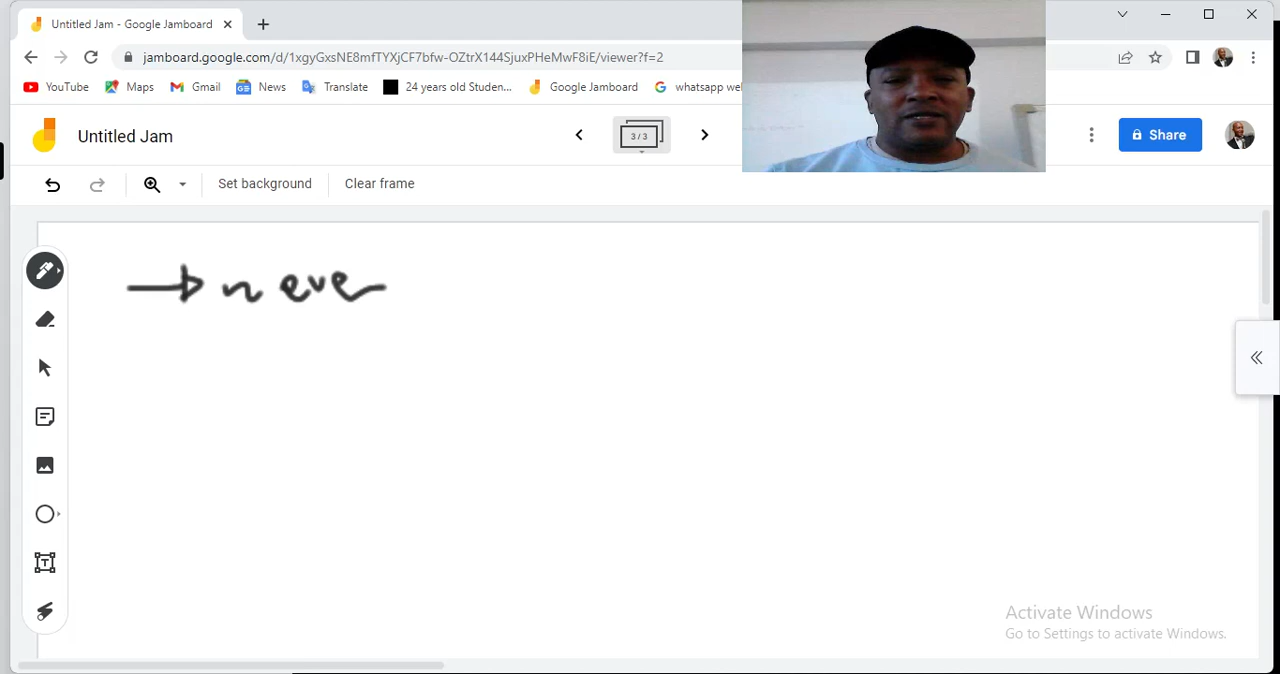 Untitled Jam - Google Jamboard
jamboard.google.com/d/1xgyGxsNE8mfTYXjCF7bfw-OZtrX144SjuxPHeMwF8iE/viewer?f=2
YouTube Maps Gmail News Translate 24 years old Studen... Google Jamboard whatsapp wel
Untitled Jam 3 / 3 Share
Set background Clear frame
never
Activate Windows
Go to Settings to activate Windows.